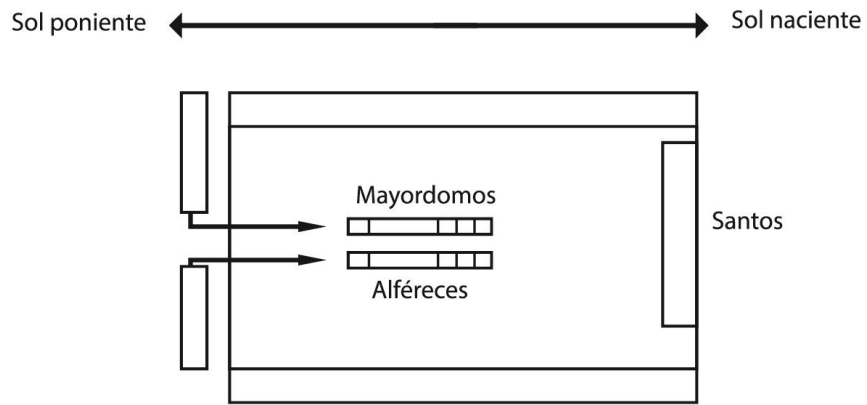 Sol poniente
Sol naciente
Mayordomos
Santos
Alféreces